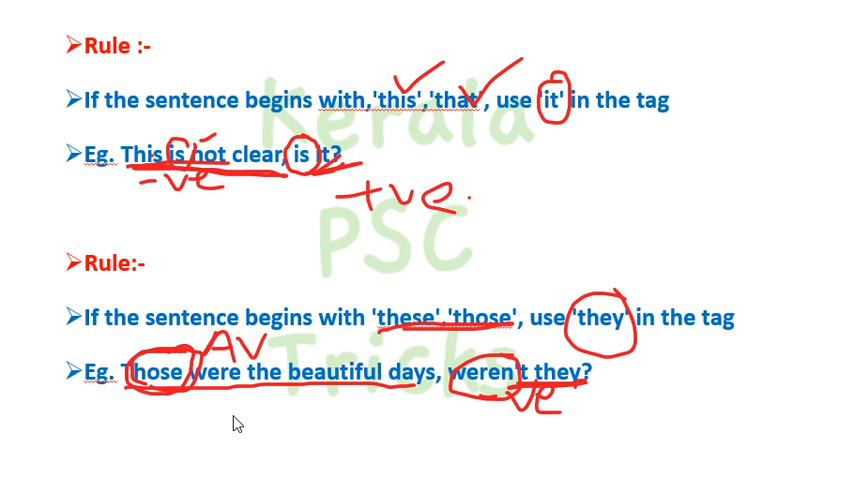 Rule :-
If the sentence begins with,'this','that', use 'it' in the tag
Eg. This is not clear, is it?
-ve
+ve.
Rule:-
If the sentence begins with 'these','those', use 'they' in the tag
AV
Eg. Those were the beautiful days, weren't they?
-ve
Kerala
PSC
Tricks